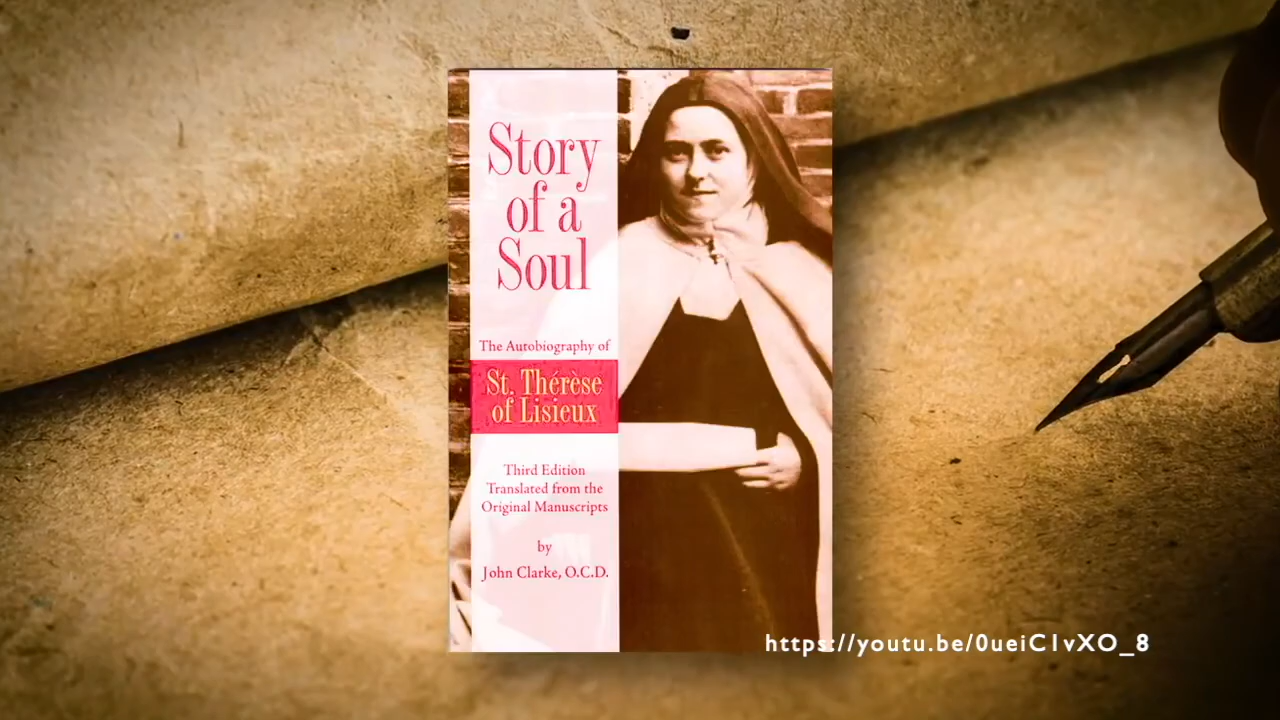 Story
of a
Soul
The Autobiography of
St. Thérèse
of Lisieux
Third Edition
Translated from the
Original Manuscripts
by
John Clarke, O.C.D.
https://youtu.be/0ueiC1vXO_8